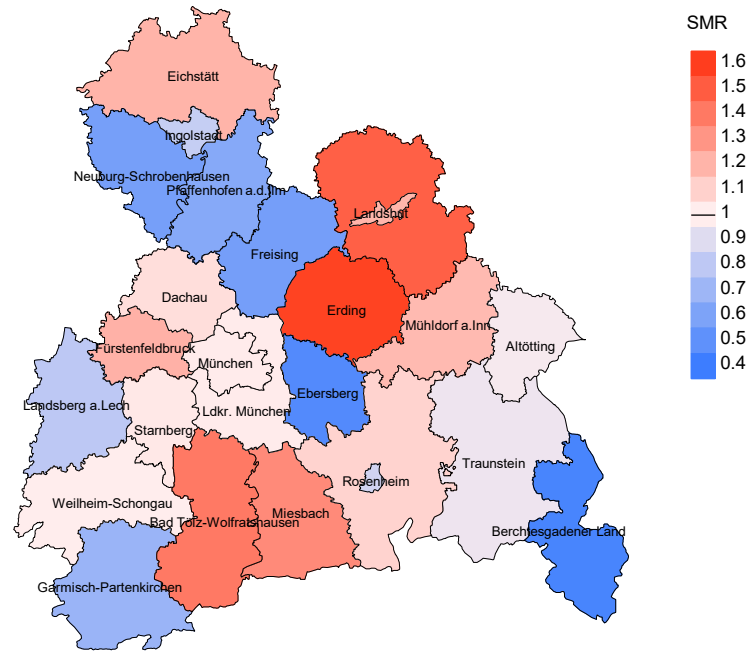 SMR
1.6
1.5
1.4
1.3
1.2
1.1
1
0.9
0.8
0.7
0.6
0.5
0.4
Eichstätt
Ingolstadt
Neuburg-Schrobenhausen
Pfaffenhofen a.d.Ilm
Landshut
Freising
Dachau
Erding
Mühldorf a.Inn
Altötting
Fürstenfeldbruck
München
Ebersberg
Landsberg a.Lech
Ldkr. München
Starnberg
Traunstein
Rosenheim
Weilheim-Schongau
Miesbach
Bad Tölz-Wolfratshausen
Berchtesgadener Land
Garmisch-Partenkirchen